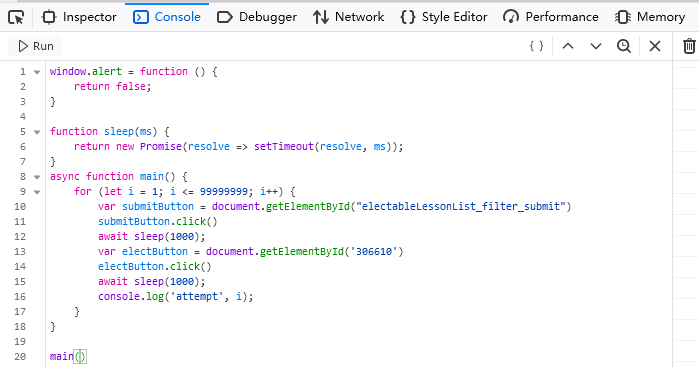 Inspector Console Debugger Network Style Editor Performance Memory
Run
1 window.alert = function () {
2 return false;
3 }
4
5 function sleep(ms) {
6 return new Promise(resolve => setTimeout(resolve, ms));
7 }
8 async function main() {
9 for (let i = 1; i <= 99999999; i++) {
10 var submitButton = document.getElementById("electableLessonList_filter_submit")
11 submitButton.click()
12 await sleep(1000);
13 var electButton = document.getElementById('306610')
14 electButton.click()
15 await sleep(1000);
16 console.log('attempt', i);
17 }
18 }
19
20 main()